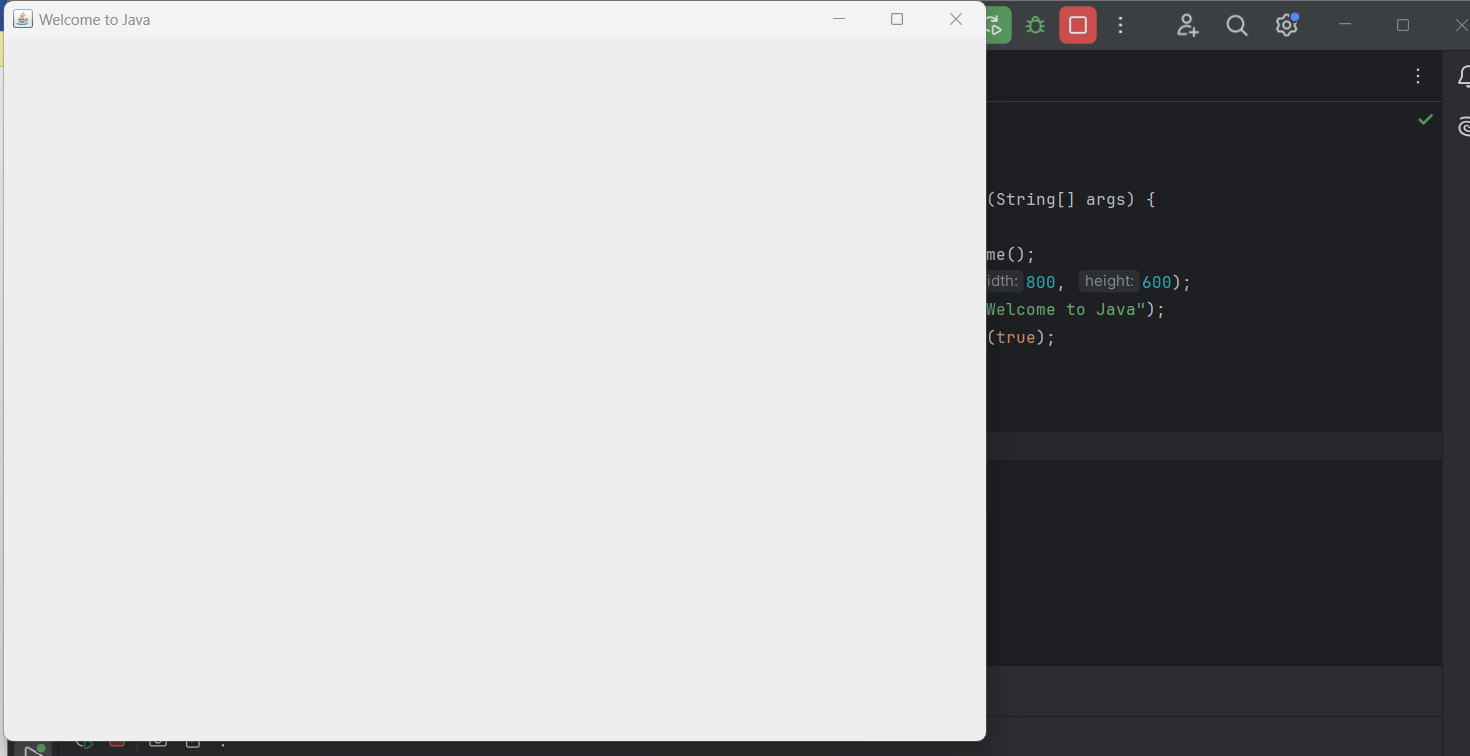 Welcome to Java
(String[] args) {
me();
idth: 800, height: 600);
Welcome to Java");
(true);